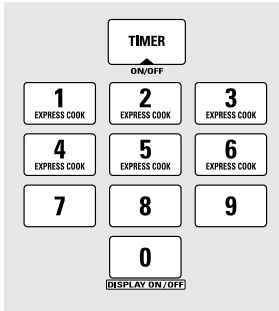 TIMER
ON/OFF
1 2 3
EXPRESS COOK EXPRESS COOK EXPRESS COOK
4 5 6
EXPRESS COOK EXPRESS COOK EXPRESS COOK
7 8 9
0
DISPLAY ON/OFF